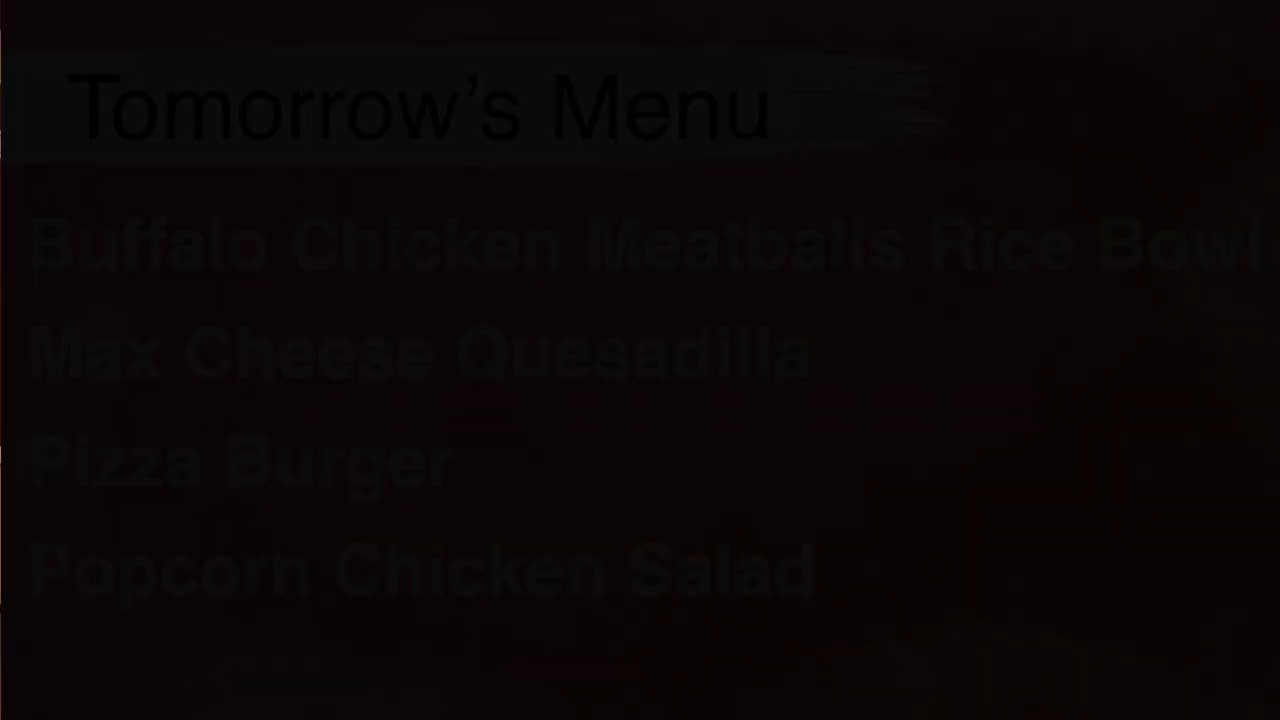 Tomorrow's Menu
Buffalo Chicken Meatballs Rice Bowl
Max Cheese Quesadilla
Pizza Burger
Popcorn Chicken Salad